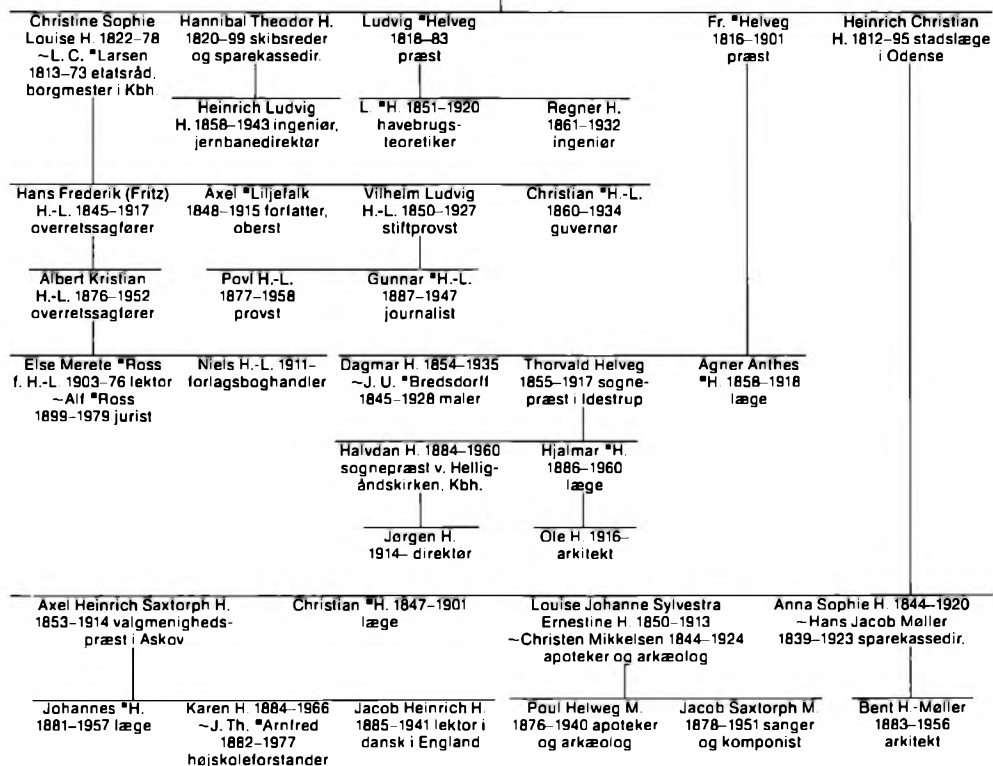 Christine Sophie
Louise H. 1822–78
~L. C. *Larsen
1813–73 etatsråd,
borgmester i Kbh.
Hannibal Theodor H.
1820–99 skibsreder
og sparekassedir.
Ludvig *Helveg
1818–83
præst
Fr. *Helveg
1816–1901
præst
Heinrich Christian
H. 1812–95 stadslæge
i Odense
Heinrich Ludvig
H. 1858–1943 ingeniør,
jernbanedirektør
L. *H. 1851–1920
havebrugs-
teoretiker
Regner H.
1861–1932
ingeniør
Hans Frederik (Fritz)
H.-L. 1845–1917
overretssagfører
Axel *Liljefalk
1848–1915 forfatter,
oberst
Vilhelm Ludvig
H.-L. 1850–1927
stiftprovst
Christian *H.-L.
1860–1934
guvernør
Albert Kristian
H.-L. 1876–1952
overretssagfører
Povl H.-L.
1877–1958
provst
Gunnar *H.-L.
1887–1947
journalist
Else Merete *Ross
f. H.-L. 1903–76 lektor
~Alf *Ross
1899–1979 jurist
Niels H.-L. 1911–
forlagsboghandler
Dagmar H. 1854–1935
~J. U. *Bredsdorff
1845–1928 maler
Thorvald Helveg
1855–1917 sogne-
præst i Idestrup
Agner Anthes
*H. 1858–1918
læge
Halvdan H. 1884–1960
sognepræst v. Hellig-
åndskirken, Kbh.
Hjalmar *H.
1886–1960
læge
Jørgen H.
1914– direktør
Ole H. 1916–
arkitekt
Axel Heinrich Saxtorph H.
1853–1914 valgmenigheds-
præst i Askov
Christian *H. 1847–1901
læge
Louise Johanne Sylvestra
Ernestine H. 1850–1913
~Christen Mikkelsen 1844–1924
apoteker og arkæolog
Anna Sophie H. 1844–1920
~Hans Jacob Møller
1839–1923 sparekassedir.
Johannes *H.
1881–1957 læge
Karen H. 1884–1966
~J. Th. *Arnfred
1882–1977
højskoleforstander
Jacob Heinrich H.
1885–1941 lektor i
dansk i England
Poul Helweg M.
1876–1940 apoteker
og arkæolog
Jacob Saxtorph M.
1878–1951 sanger
og komponist
Bent H.-Møller
1883–1956
arkitekt